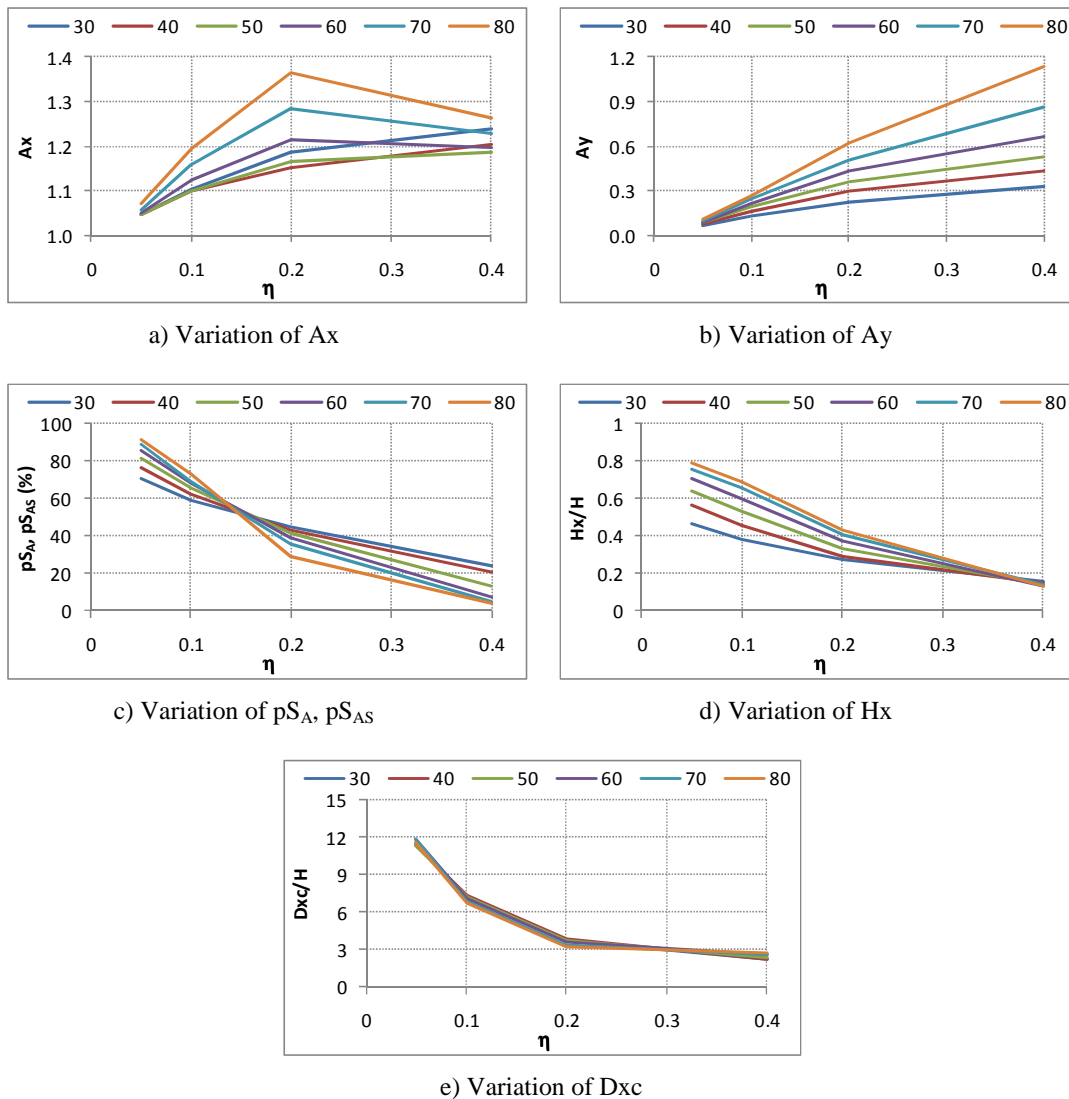 30 40 50 60 70 80
Ax
1.4
1.3
1.2
1.1
1.0
0 0.1 0.2 0.3 0.4
η
a) Variation of Ax
30 40 50 60 70 80
Ay
1.2
0.9
0.6
0.3
0.0
0 0.1 0.2 0.3 0.4
η
b) Variation of Ay
30 40 50 60 70 80
pS_A, pS_AS (%)
100
80
60
40
20
0
0 0.1 0.2 0.3 0.4
η
c) Variation of pS_A, pS_AS
30 40 50 60 70 80
Hx/H
1
0.8
0.6
0.4
0.2
0
0 0.1 0.2 0.3 0.4
η
d) Variation of Hx
30 40 50 60 70 80
Dxc/H
15
12
9
6
3
0
0 0.1 0.2 0.3 0.4
η
e) Variation of Dxc